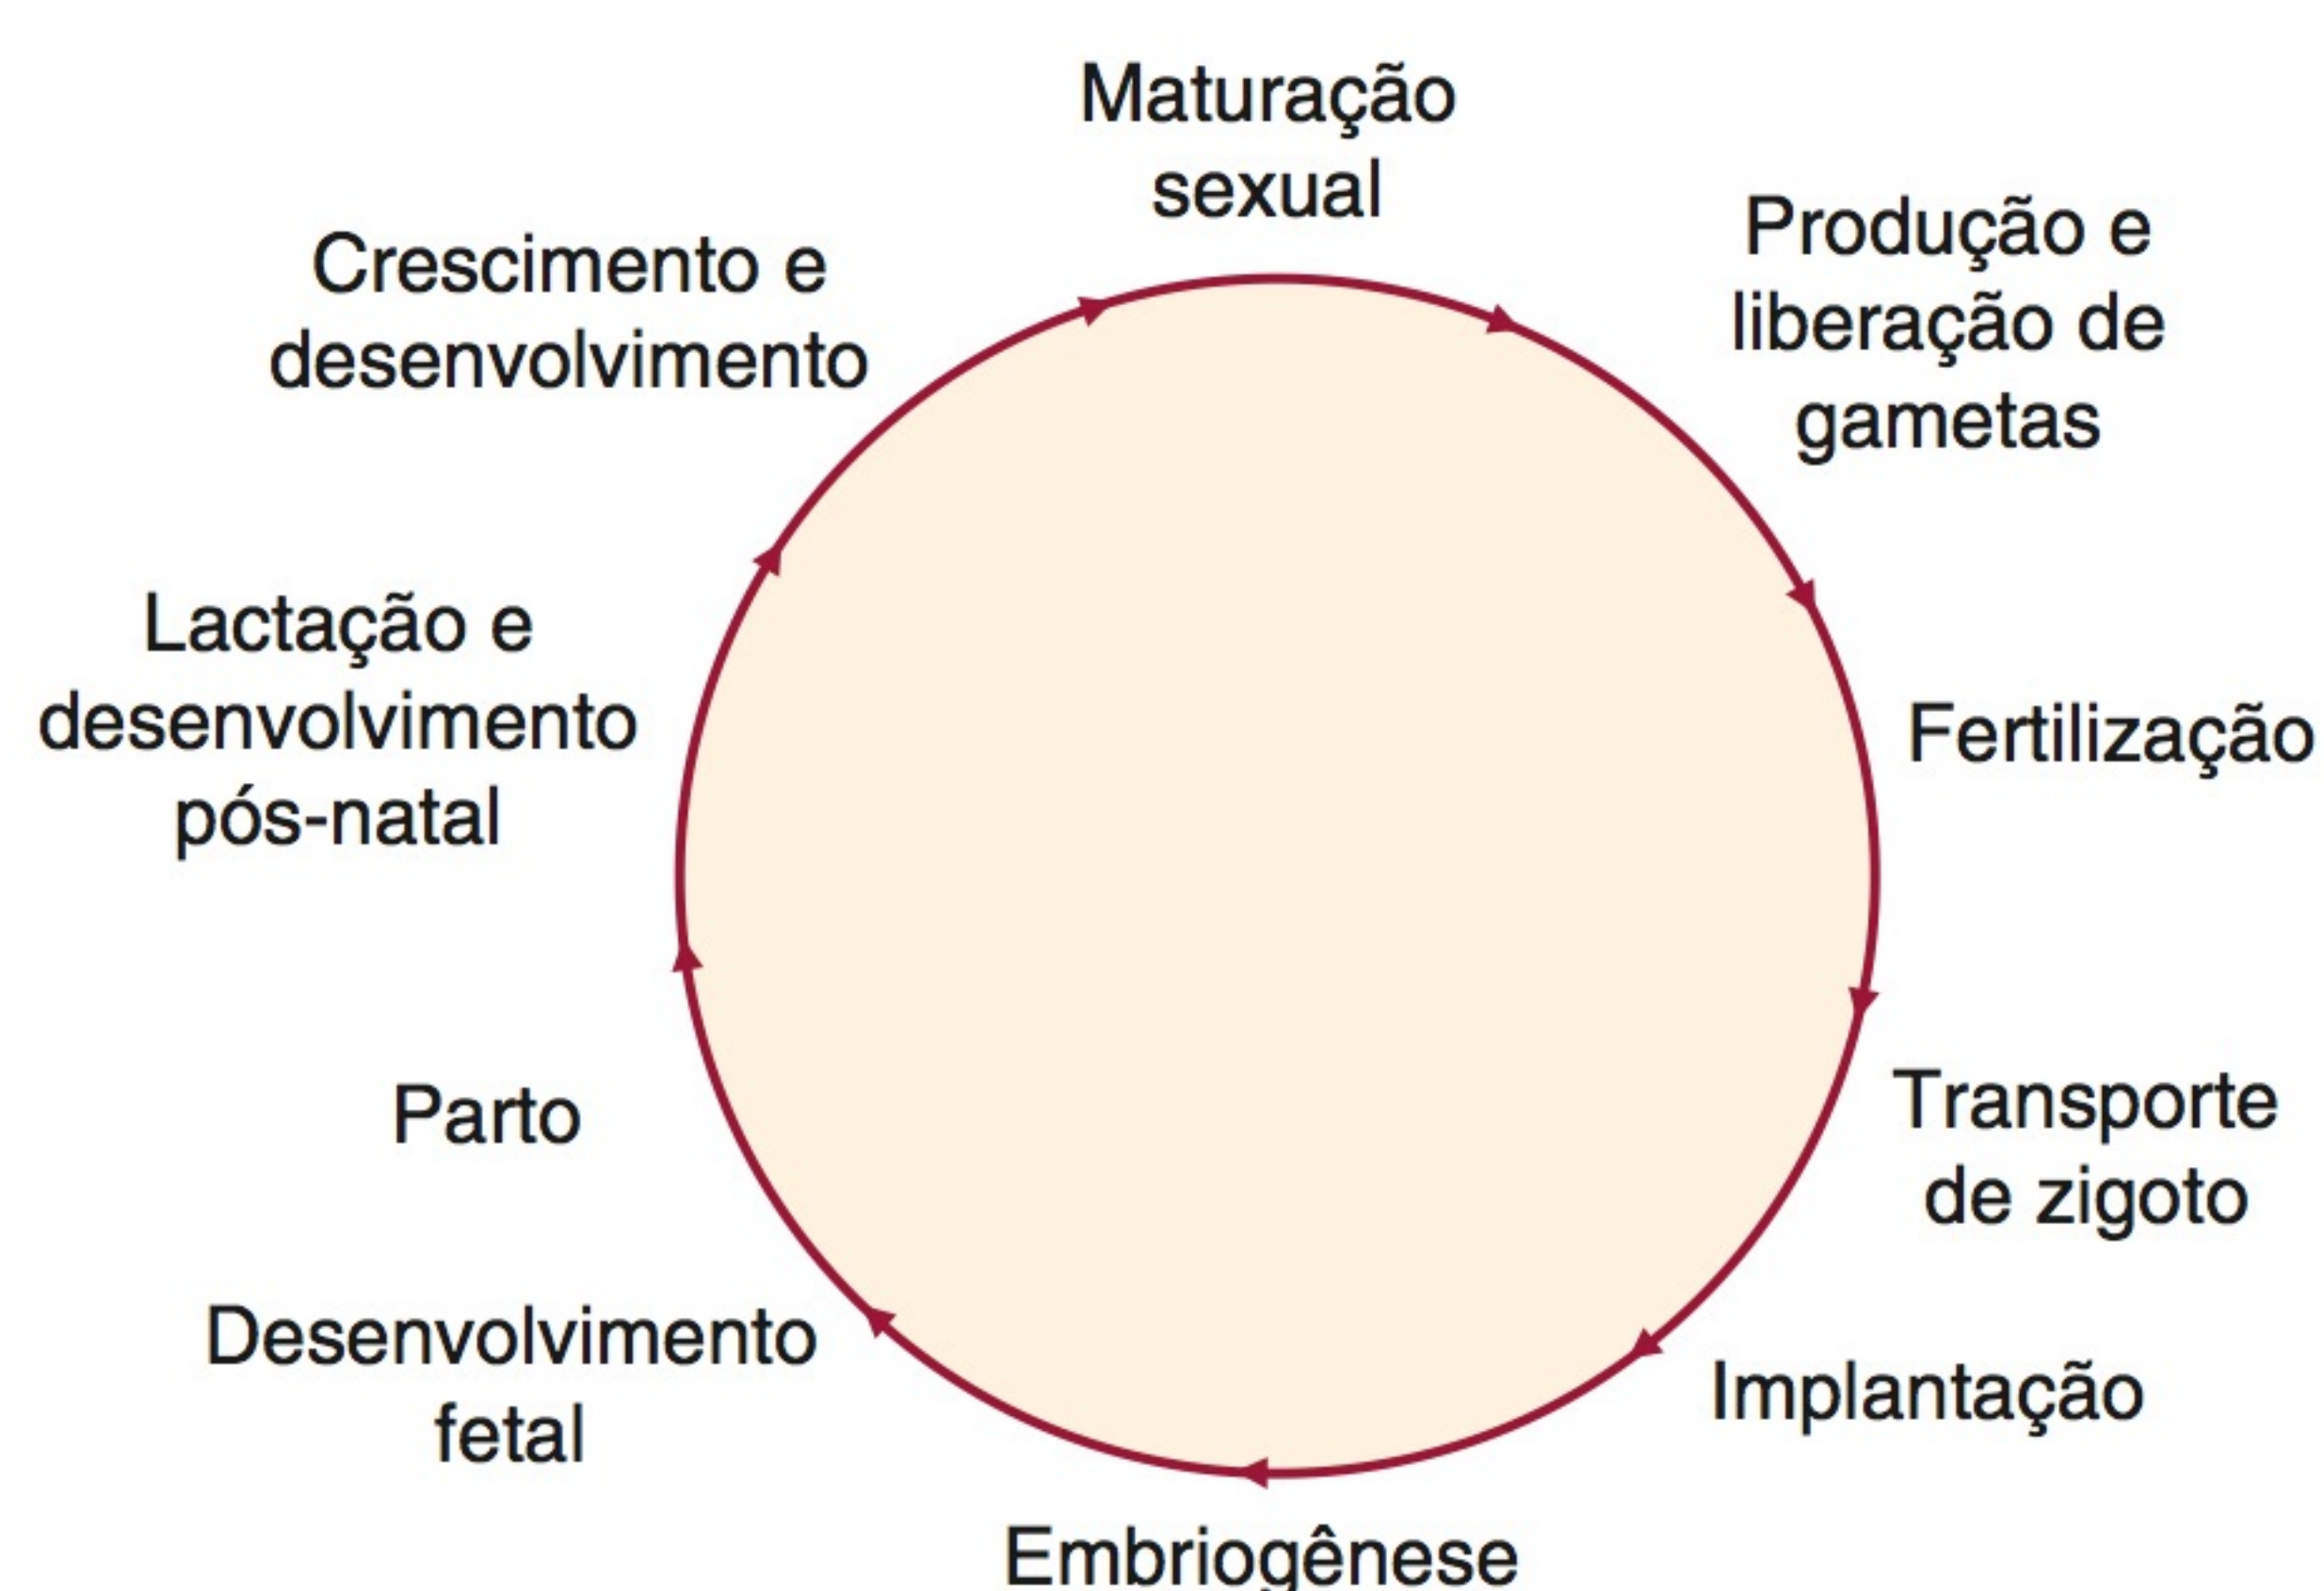 Maturação
sexual
Produção e
liberação de
gametas
Fertilização
Transporte
de zigoto
Implantação
Embriogênese
Desenvolvimento
fetal
Parto
Lactação e
desenvolvimento
pós-natal
Crescimento e
desenvolvimento